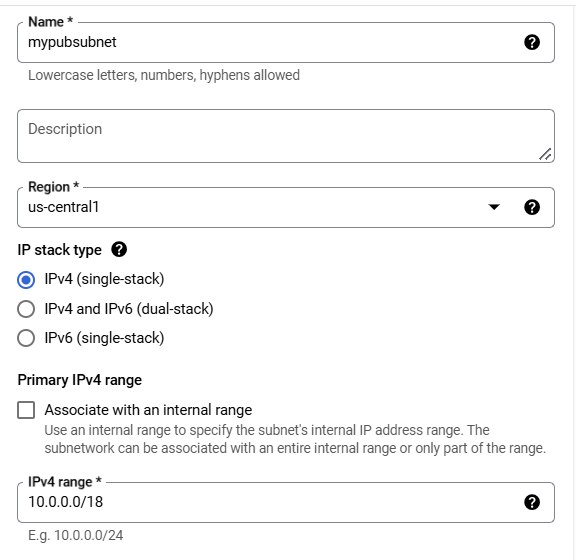 Name *
mypubsubnet
Lowercase letters, numbers, hyphens allowed
Description
Region *
us-central1
IP stack type
IPv4 (single-stack)
IPv4 and IPv6 (dual-stack)
IPv6 (single-stack)
Primary IPv4 range
Associate with an internal range
Use an internal range to specify the subnet's internal IP address range. The
subnetwork can be associated with an entire internal range or only part of the range.
IPv4 range *
10.0.0.0/18
E.g. 10.0.0.0/24